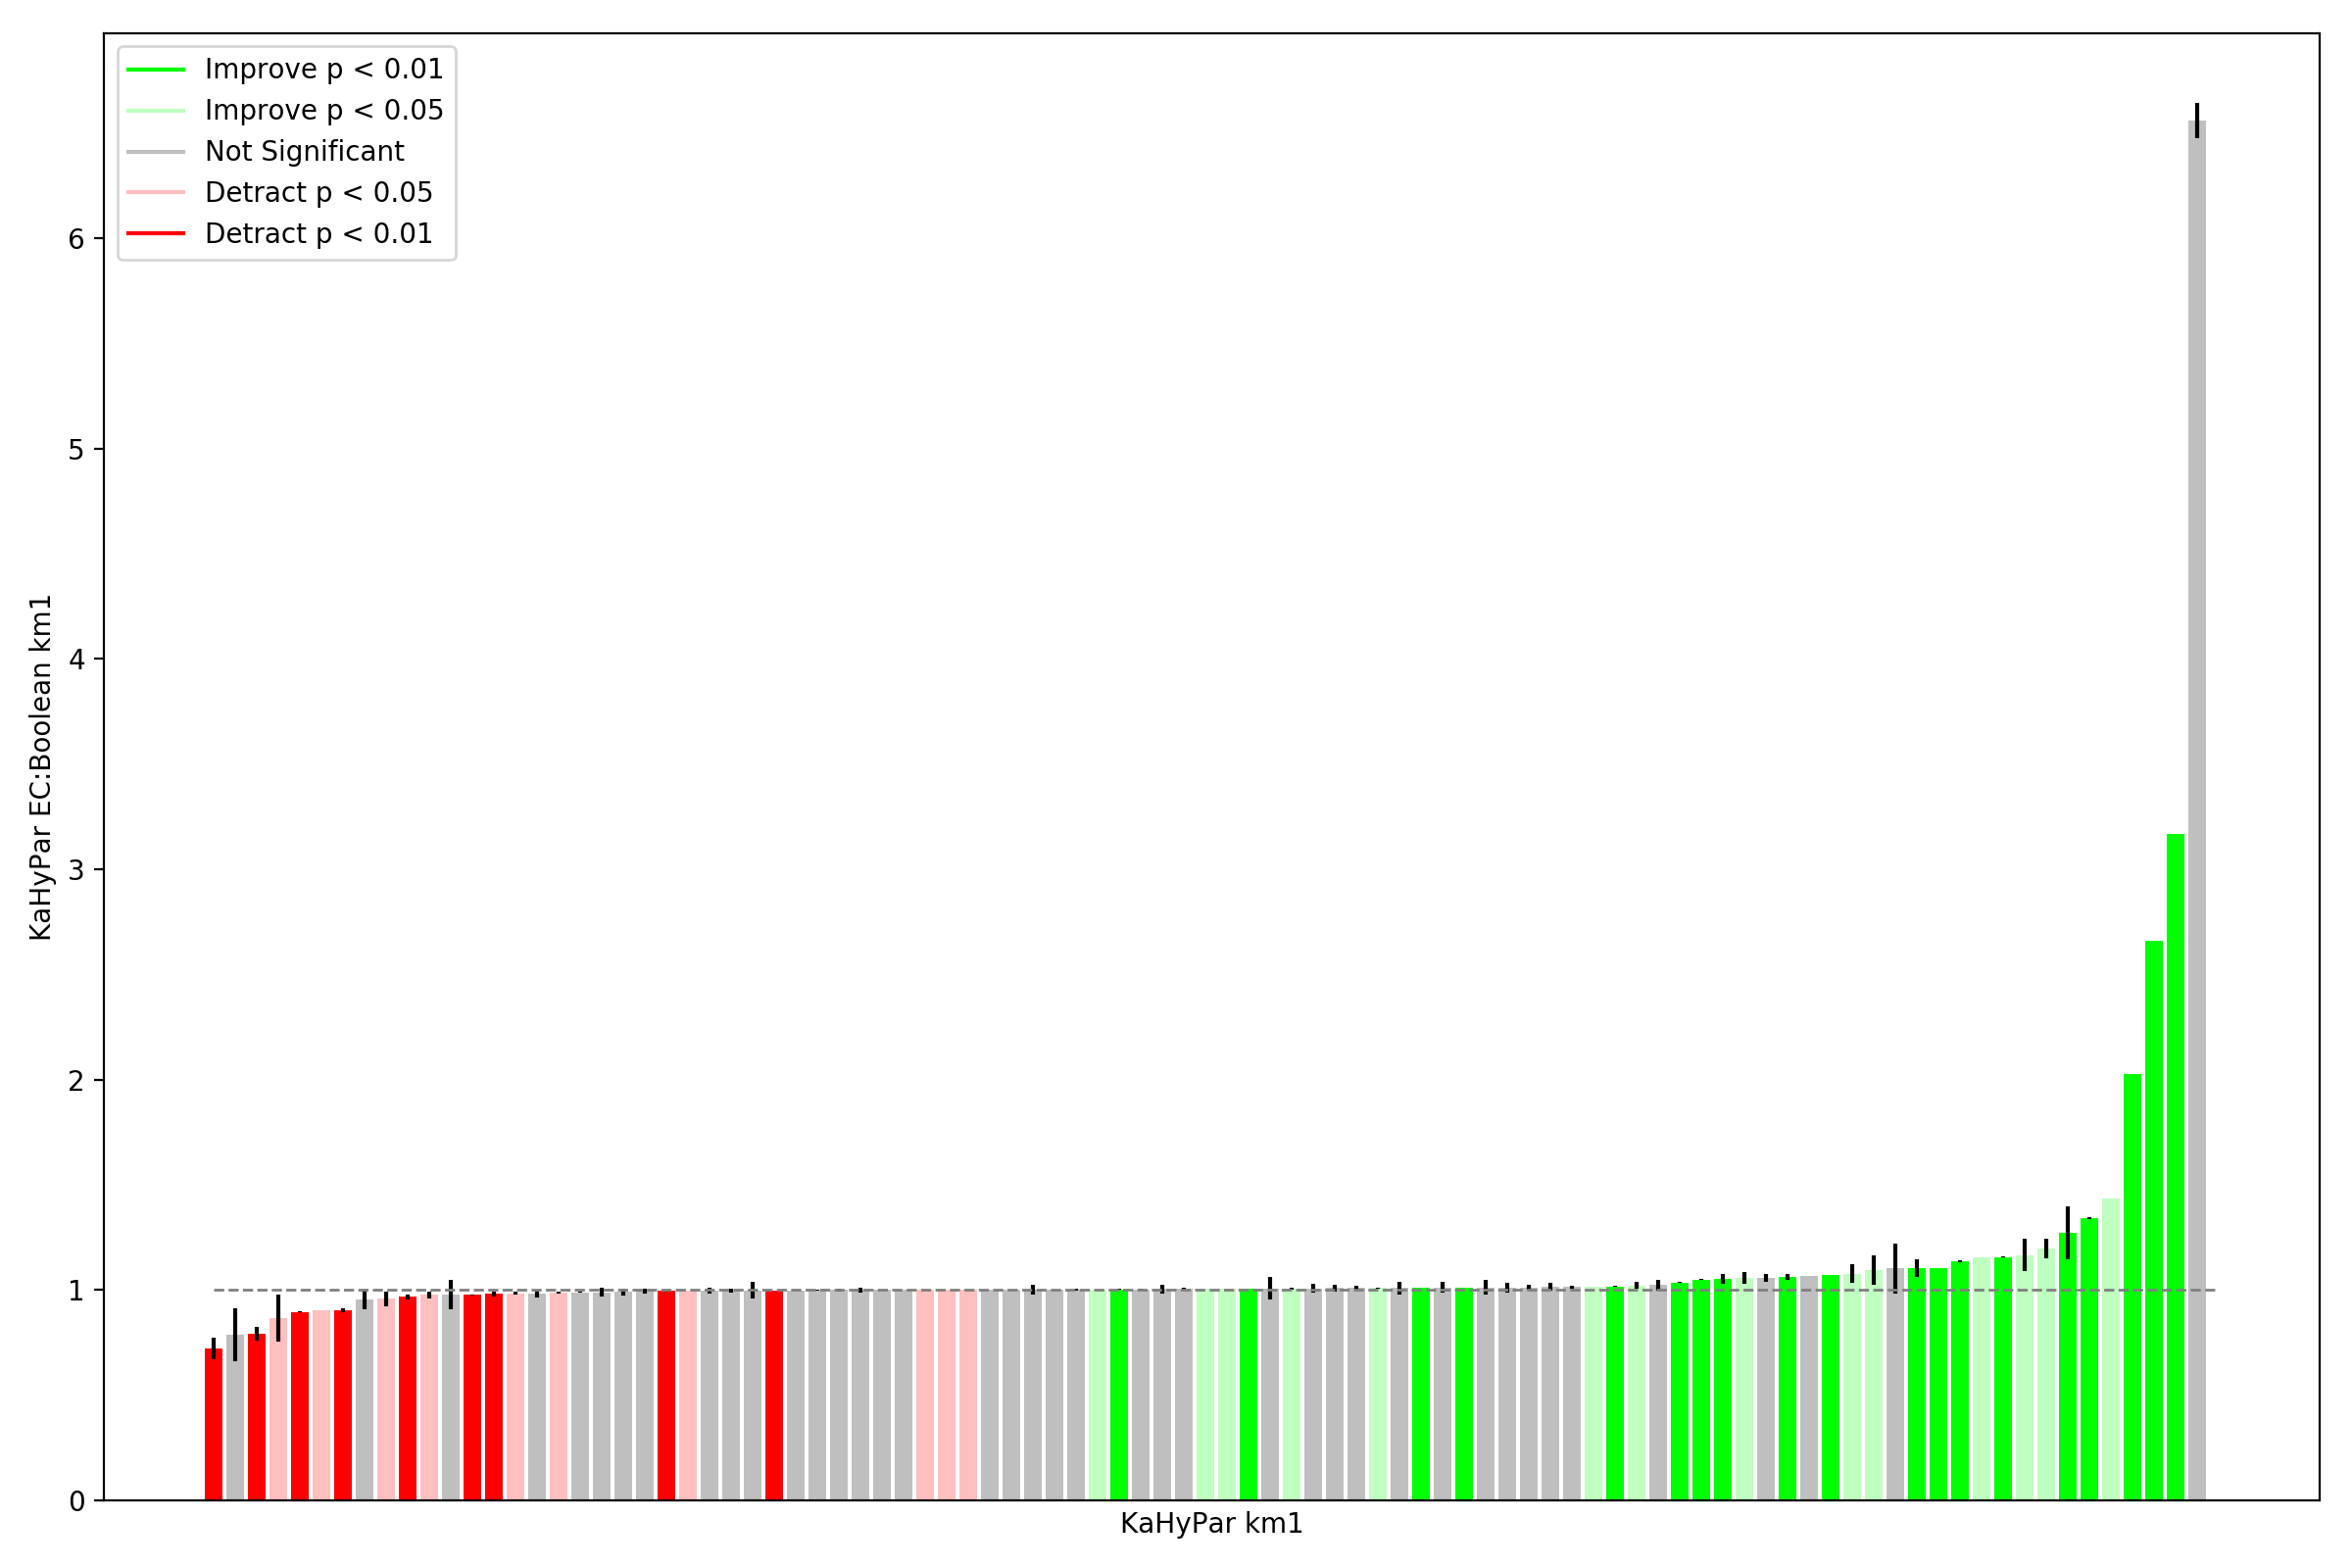 Improve p < 0.01
Improve p < 0.05
Not Significant
Detract p < 0.05
Detract p < 0.01
6
5
4
3
2
1
0
KaHyPar EC:Boolean km1
KaHyPar km1